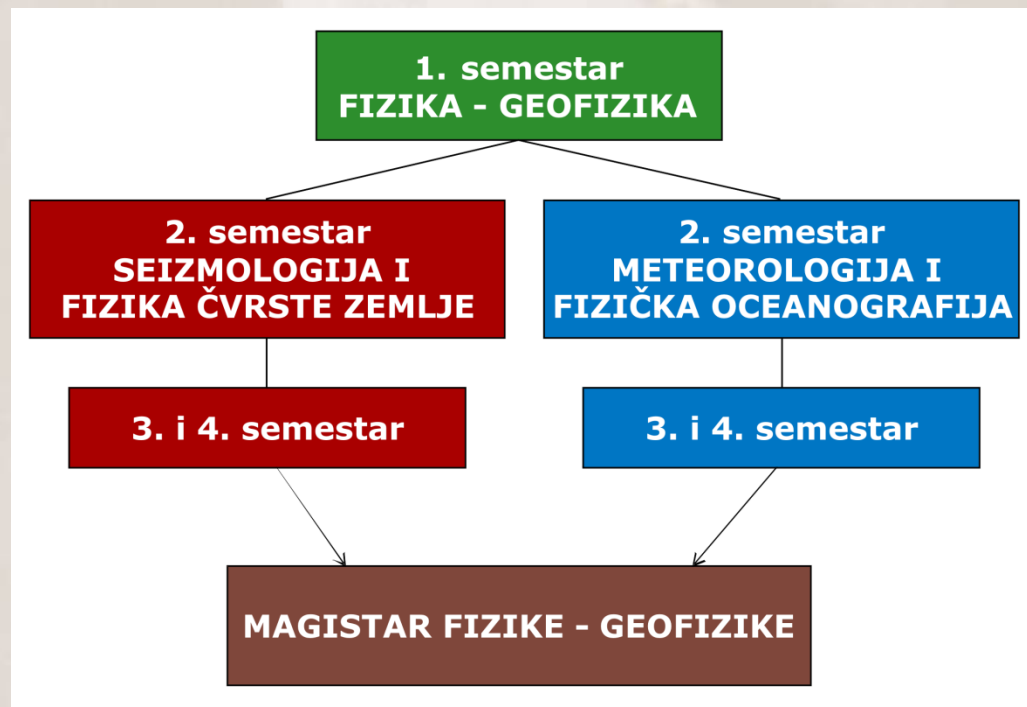 1. semestar
FIZIKA - GEOFIZIKA
2. semestar
SEIZMOLOGIJA I
FIZIKA ČVRSTE ZEMLJE
2. semestar
METEOROLOGIJA I
FIZIČKA OCEANOGRAFIJA
3. i 4. semestar
3. i 4. semestar
MAGISTAR FIZIKE - GEOFIZIKE